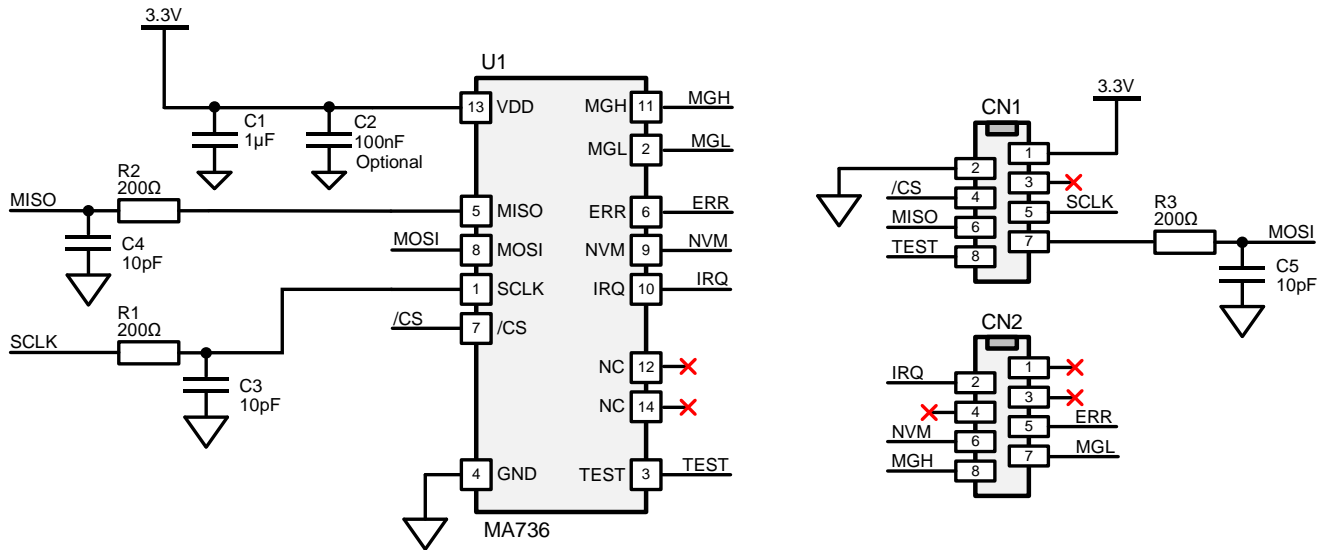 3.3V
C1
1µF
C2
100nF
Optional
U1
13
VDD
MGH
11
MGH
MGL
2
MGL
R2
200Ω
MISO
C4
10pF
5
MISO
ERR
6
ERR
MOSI
8
MOSI
NVM
9
NVM
1
SCLK
IRQ
10
IRQ
R1
200Ω
SCLK
C3
10pF
/CS
7
/CS
NC
12
NC
14
4
GND
TEST
3
TEST
MA736
3.3V
CN1
1
2
3
/CS
4
5
SCLK
MISO
6
7
TEST
8
R3
200Ω
MOSI
C5
10pF
CN2
1
IRQ
2
3
4
5
ERR
NVM
6
7
MGL
MGH
8